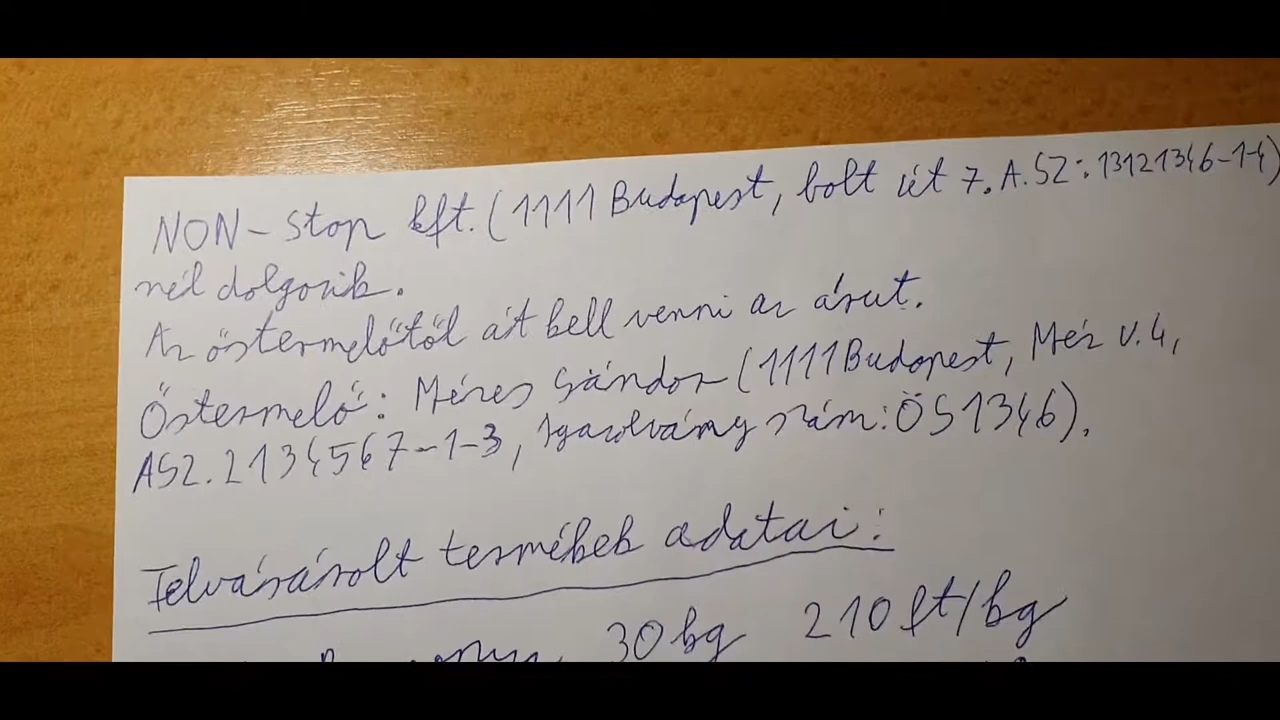 NON-Stop kft. (1111 Budapest, bolt út 7. A.SZ: 13121346-1-4)
nél dolgozik.
Az őstermelőtől át kell venni az árut.
Őstermelő: Mézes Sándor (1111 Budapest, Méz u. 4,
ASZ. 2134567-1-3, Igazolvány szám: ŐS1346).
Felvásárolt termékek adatai:
30 kg 210 ft/kg